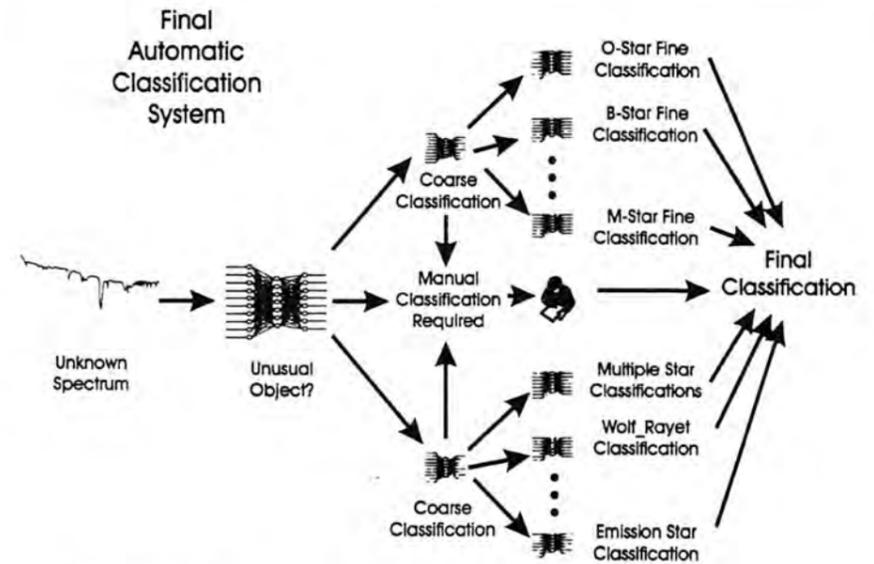 Final
Automatic
Classification
System
O-Star Fine
Classification
B-Star Fine
Classification
Coarse
Classification
M-Star Fine
Classification
Manual
Classification
Required
Final
Classification
Unknown
Spectrum
Unusual
Object?
Multiple Star
Classifications
Wolf_Rayet
Classification
Coarse
Classification
Emission Star
Classification